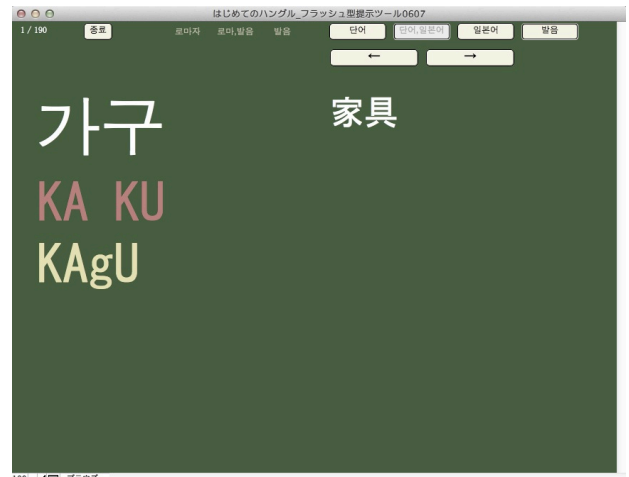 はじめてのハングル_フラッシュ型提示ツール0607
1 / 190 종료 로마자 로마,발음 발음 단어 단어,일본어 일본어 발음
← →
가구 家具
KA KU
KAgU